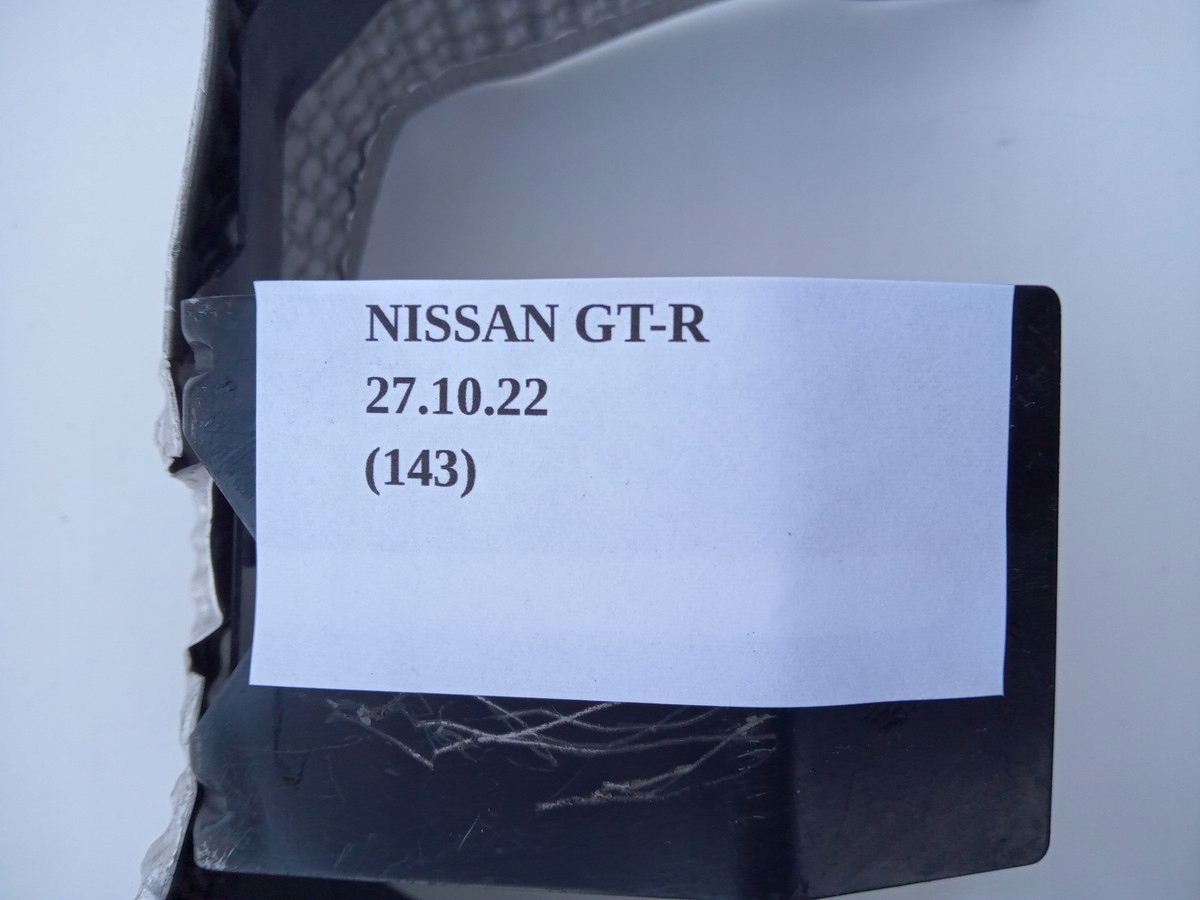 NISSAN GT-R
27.10.22
(143)